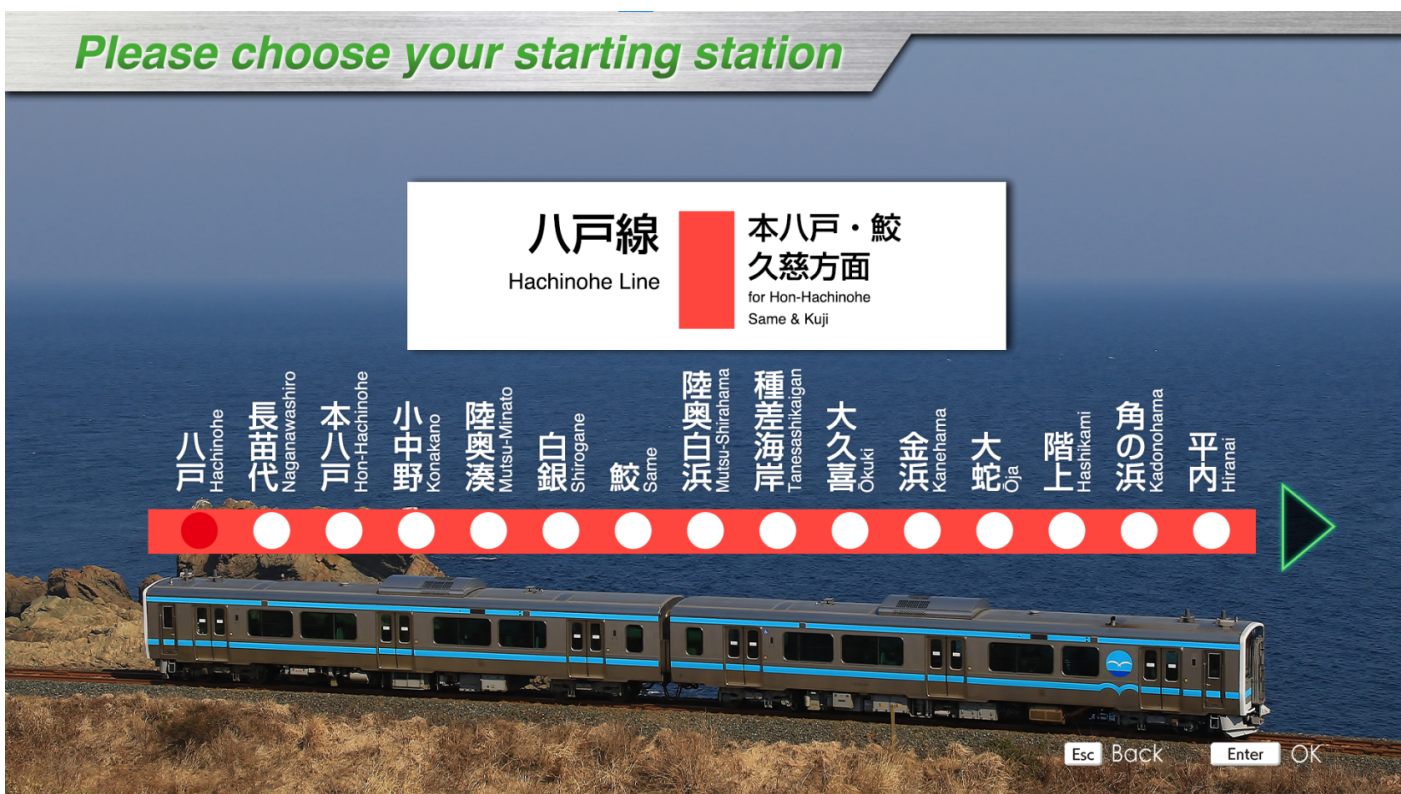 Please choose your starting station
八戸線
Hachinohe Line
本八戸・鮫
久慈方面
for Hon-Hachinohe
Same & Kuji
八戸
Hachinohe
長苗代
Naganawashiro
本八戸
Hon-Hachinohe
小中野
Konakano
陸奥湊
Mutsu-Minato
白銀
Shirogane
鮫
Same
陸奥白浜
Mutsu-Shirahama
種差海岸
Tanesashikaigan
大久喜
Ōkuki
金浜
Kanehama
大蛇
Ōja
階上
Hashikami
角の浜
Kadonohama
平内
Hiranai
Esc Back
Enter OK